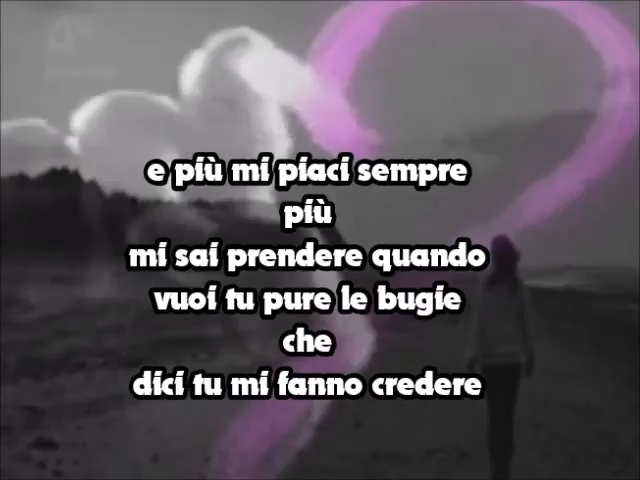 e più mi piaci sempre
più
mi sai prendere quando
vuoi tu pure le bugie
che
dici tu mi fanno credere